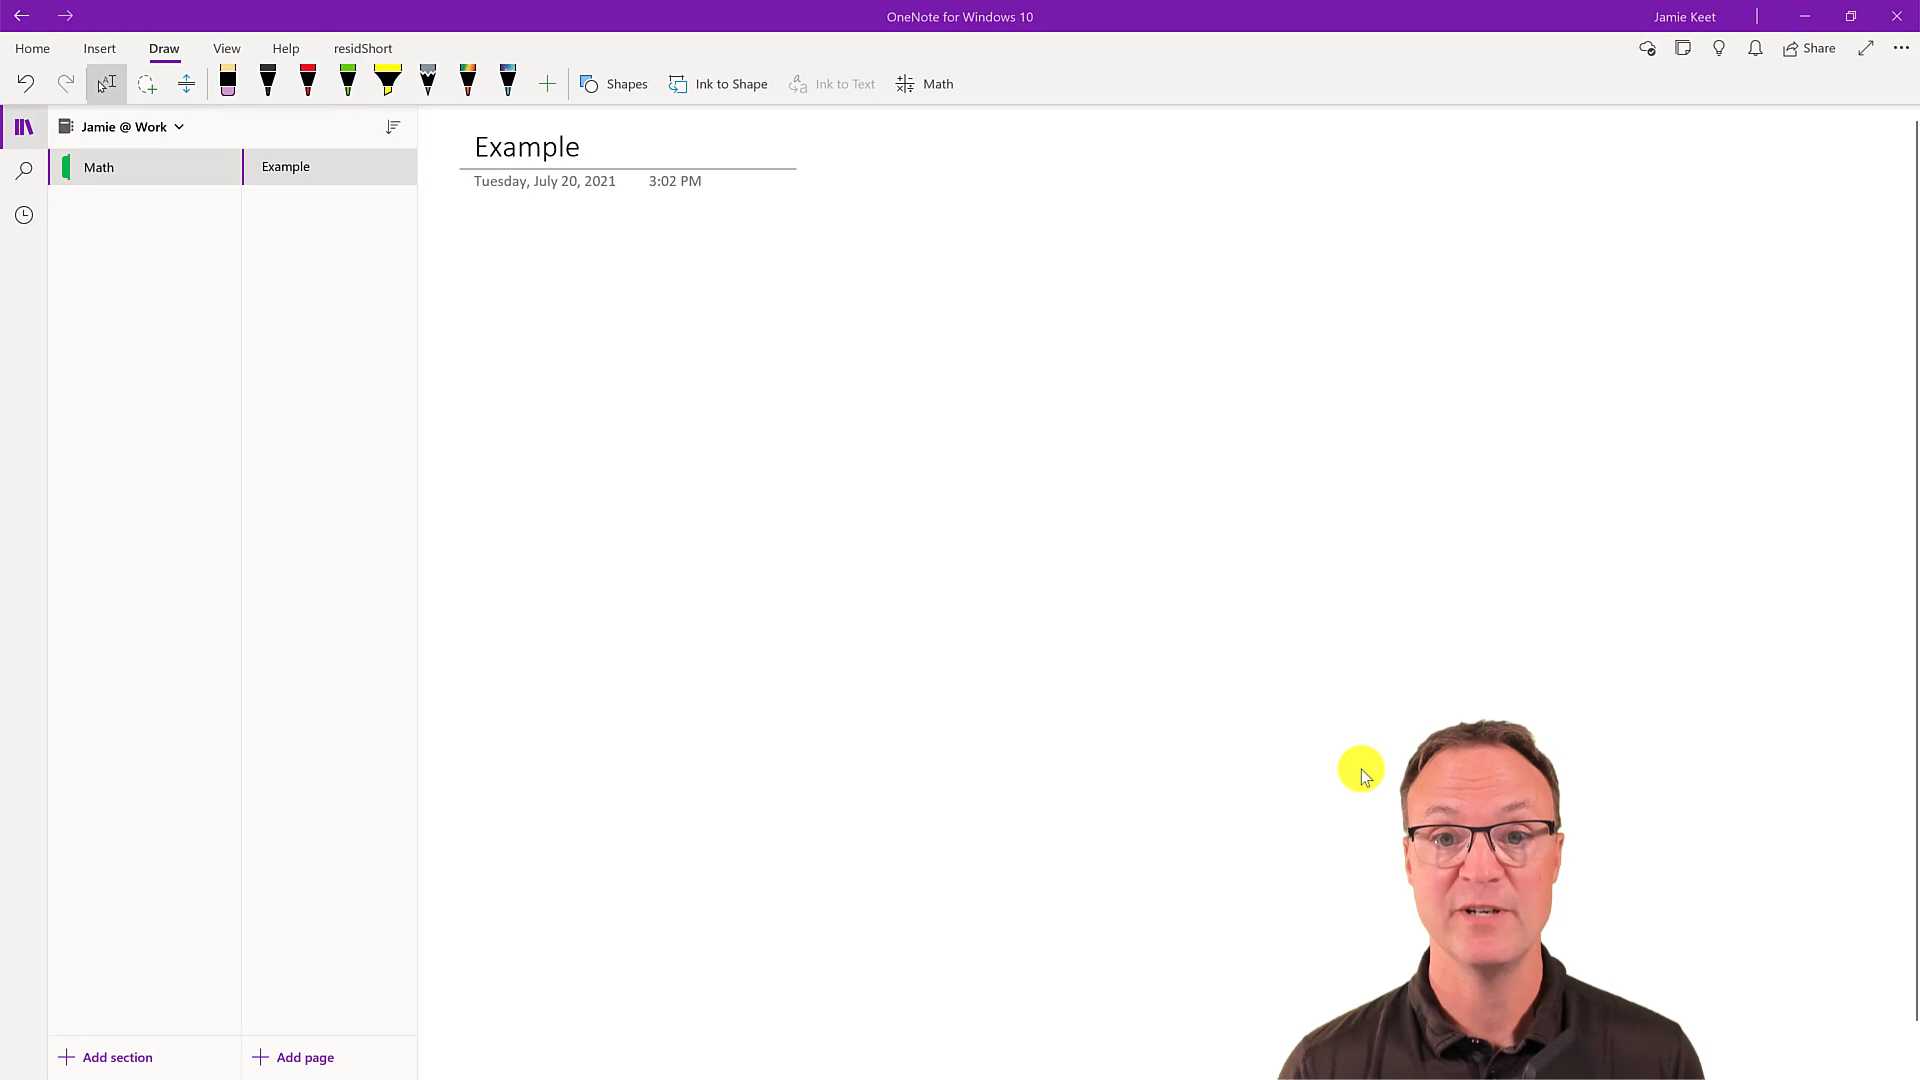 OneNote for Windows 10
Jamie Keet
Home Insert Draw View Help residShort
Share
Shapes Ink to Shape Ink to Text Math
Jamie @ Work
Math
Example
Example
Tuesday, July 20, 2021 3:02 PM
Add section
Add page